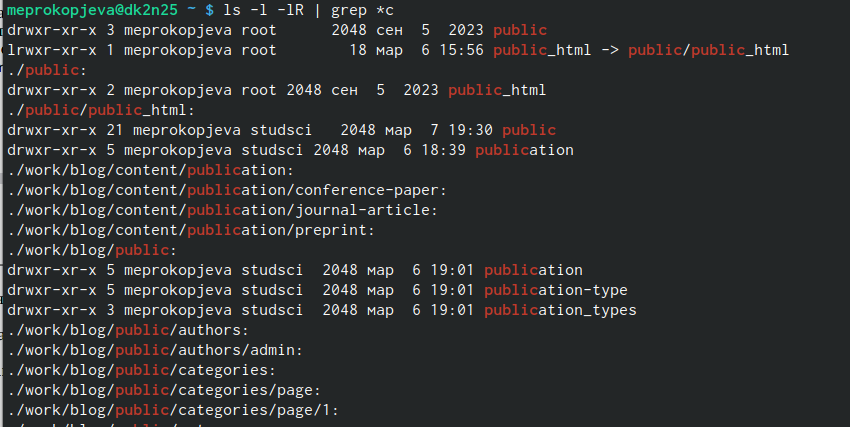 meprokopjeva@dk2n25 ~ $ ls -l -lR | grep *c
drwxr-xr-x 3 meprokopjeva root 2048 сен 5 2023 public
lrwxr-xr-x 1 meprokopjeva root 18 мар 6 15:56 public_html -> public/public_html
./public:
drwxr-xr-x 2 meprokopjeva root 2048 сен 5 2023 public_html
./public/public_html:
drwxr-xr-x 21 meprokopjeva studsci 2048 мар 7 19:30 public
drwxr-xr-x 5 meprokopjeva studsci 2048 мар 6 18:39 publication
./work/blog/content/publication:
./work/blog/content/publication/conference-paper:
./work/blog/content/publication/journal-article:
./work/blog/content/publication/preprint:
./work/blog/public:
drwxr-xr-x 5 meprokopjeva studsci 2048 мар 6 19:01 publication
drwxr-xr-x 5 meprokopjeva studsci 2048 мар 6 19:01 publication-type
drwxr-xr-x 3 meprokopjeva studsci 2048 мар 6 19:01 publication_types
./work/blog/public/authors:
./work/blog/public/authors/admin:
./work/blog/public/categories:
./work/blog/public/categories/page:
./work/blog/public/categories/page/1: